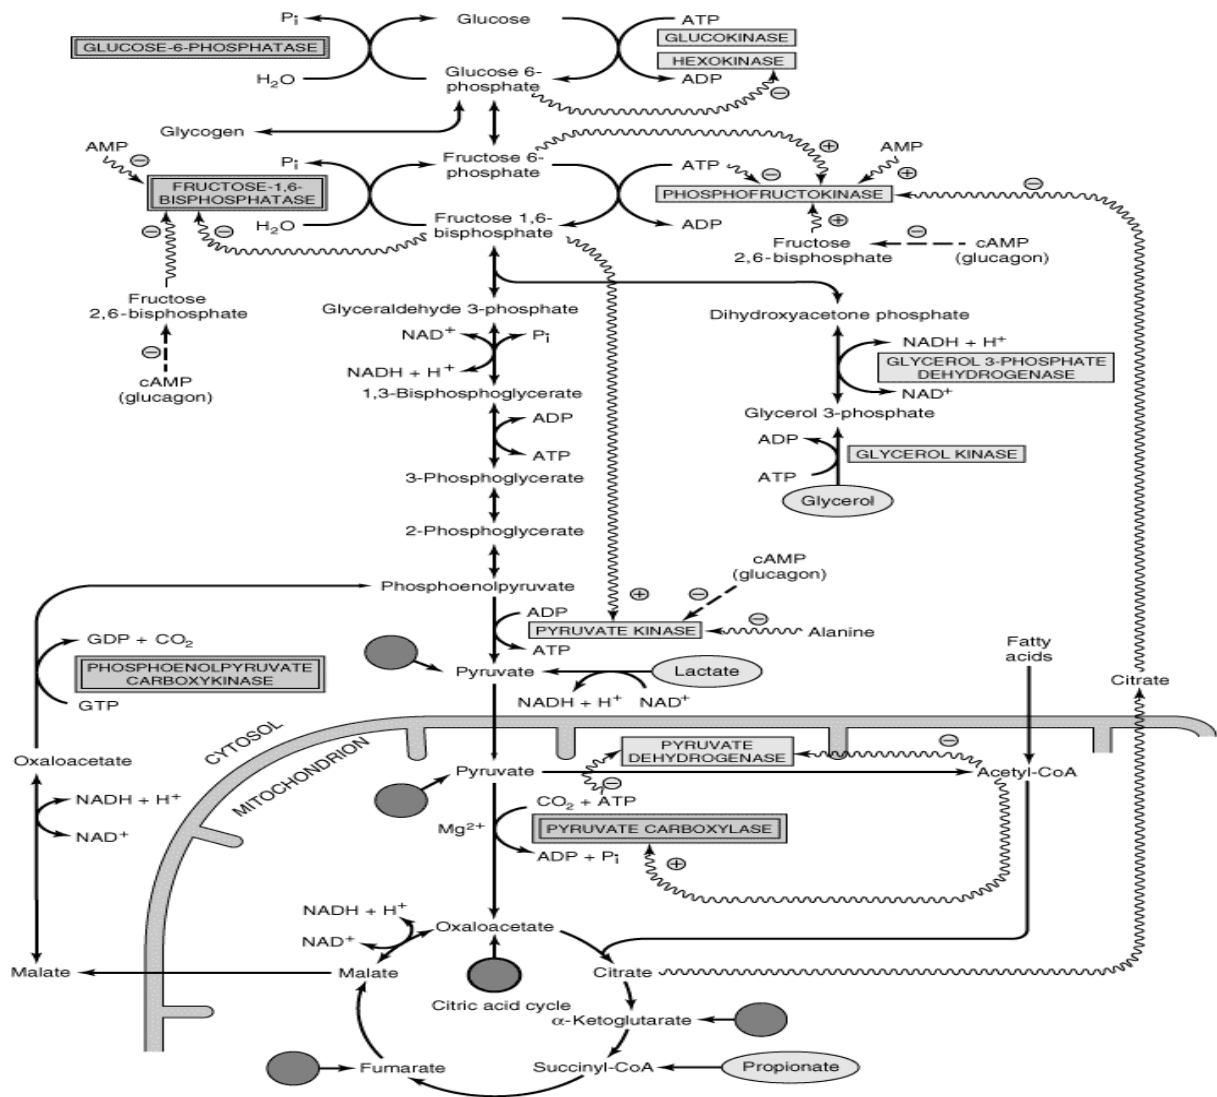 Pi
Glucose
ATP
GLUCOSE-6-PHOSPHATASE
GLUCOKINASE
HEXOKINASE
H2O
Glucose 6-
phosphate
ADP
−
Glycogen
AMP
−
Pi
Fructose 6-
phosphate
ATP
−
+
AMP
+
−
FRUCTOSE-1,6-
BISPHOSPHATASE
PHOSPHOFRUCTOKINASE
H2O
Fructose 1,6-
bisphosphate
ADP
+
−
−
Fructose
2,6-bisphosphate
−
cAMP
(glucagon)
Fructose
2,6-bisphosphate
−
cAMP
(glucagon)
Glyceraldehyde 3-phosphate
Dihydroxyacetone phosphate
NAD+
Pi
NADH + H+
NADH + H+
GLYCEROL 3-PHOSPHATE
DEHYDROGENASE
NAD+
1,3-Bisphosphoglycerate
Glycerol 3-phosphate
ADP
ATP
ADP
GLYCEROL KINASE
ATP
3-Phosphoglycerate
Glycerol
2-Phosphoglycerate
cAMP
(glucagon)
Phosphoenolpyruvate
+
−
−
ADP
PYRUVATE KINASE
Alanine
ATP
GDP + CO2
PHOSPHOENOLPYRUVATE
CARBOXYKINASE
GTP
Fatty
acids
Pyruvate
Lactate
NADH + H+
NAD+
Citrate
CYTOSOL
MITOCHONDRION
Oxaloacetate
PYRUVATE
DEHYDROGENASE
−
Pyruvate
−
Acetyl-CoA
NADH + H+
NAD+
CO2 + ATP
Mg2+
PYRUVATE CARBOXYLASE
ADP + Pi
+
NADH + H+
NAD+
Oxaloacetate
Malate
Malate
Citrate
Citric acid cycle
α-Ketoglutarate
Fumarate
Succinyl-CoA
Propionate